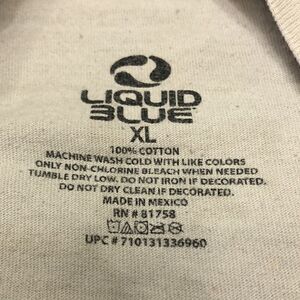 LIQUID
BLUE
XL
100% COTTON
MACHINE WASH COLD WITH LIKE COLORS
ONLY NON-CHLORINE BLEACH WHEN NEEDED
TUMBLE DRY LOW. DO NOT IRON IF DECORATED.
DO NOT DRY CLEAN IF DECORATED.
MADE IN MEXICO
RN # 81758
UPC # 710131336960